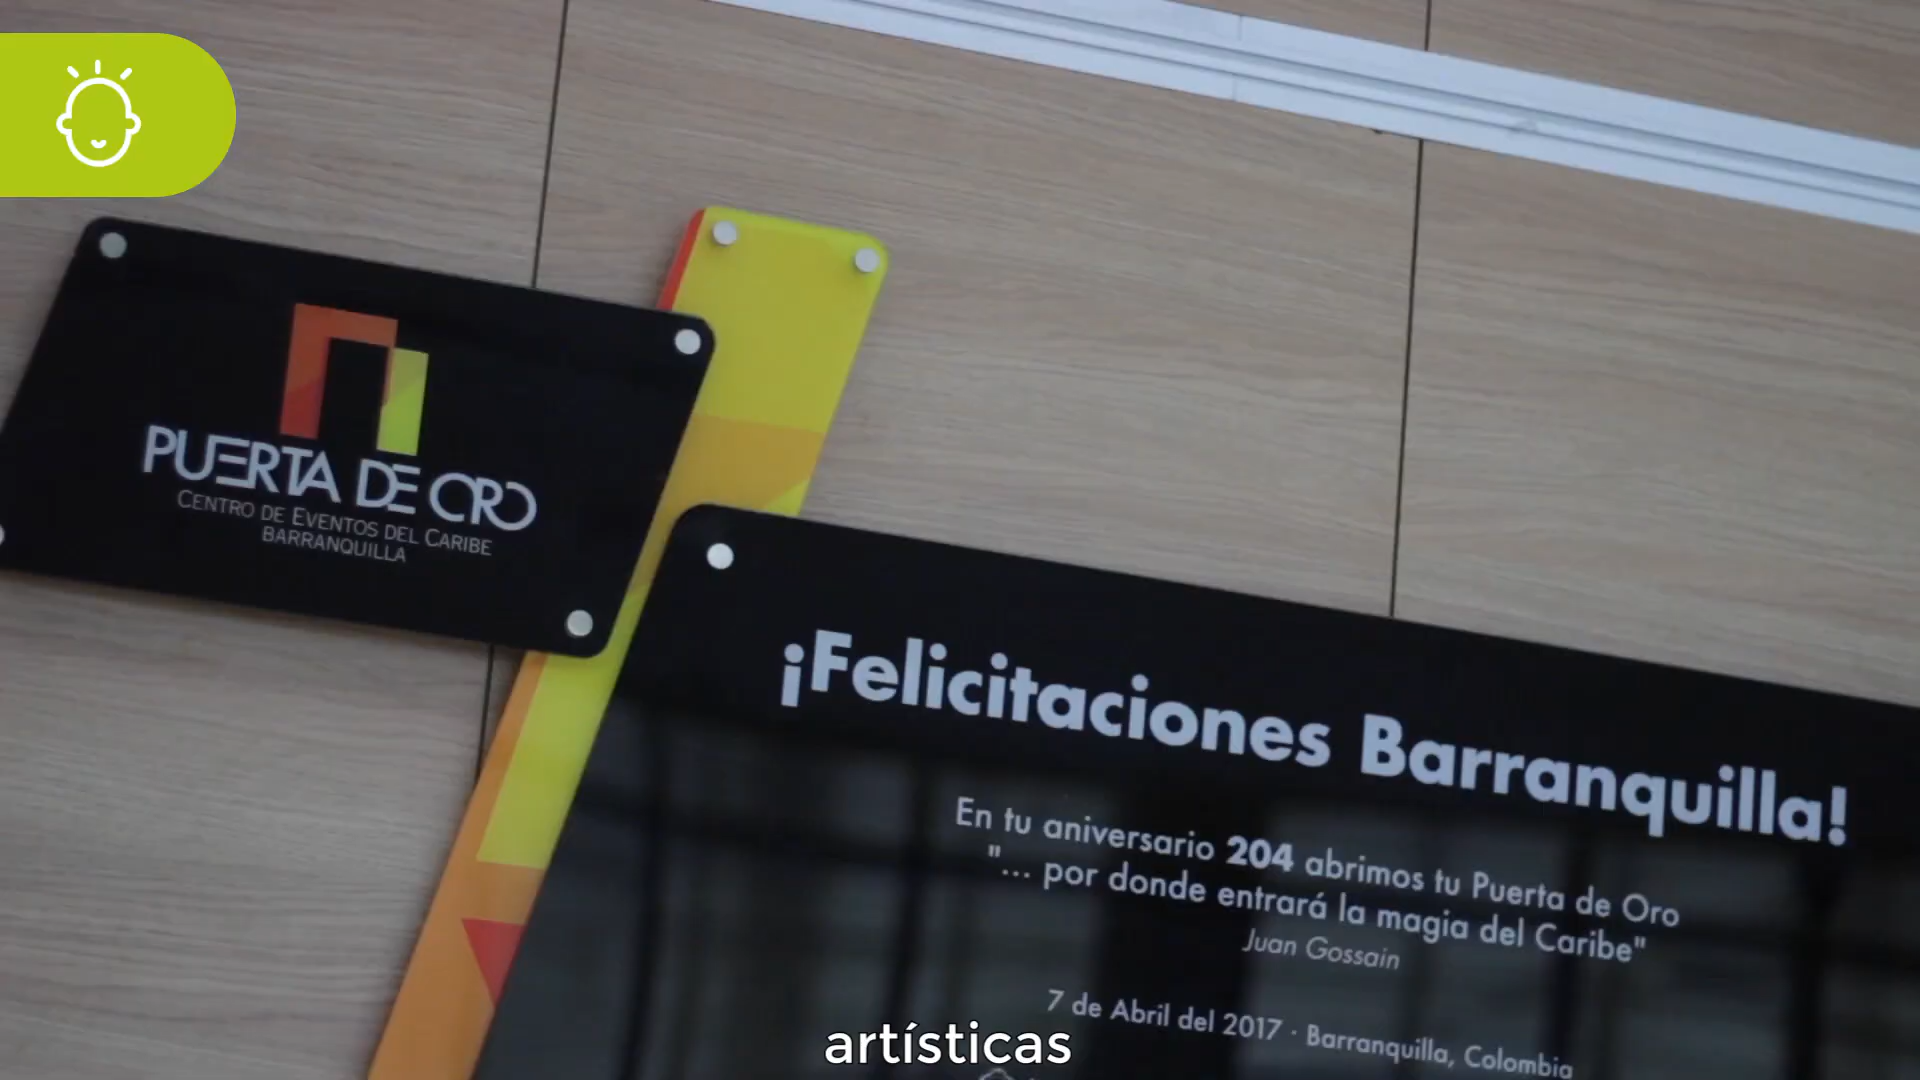 PUERTA DE ORO
CENTRO DE EVENTOS DEL CARIBE
BARRANQUILLA
¡Felicitaciones Barranquilla!
En tu aniversario 204 abrimos tu Puerta de Oro
"... por donde entrará la magia del Caribe"
Juan Gossain
7 de Abril del 2017 · Barranquilla, Colombia
artísticas